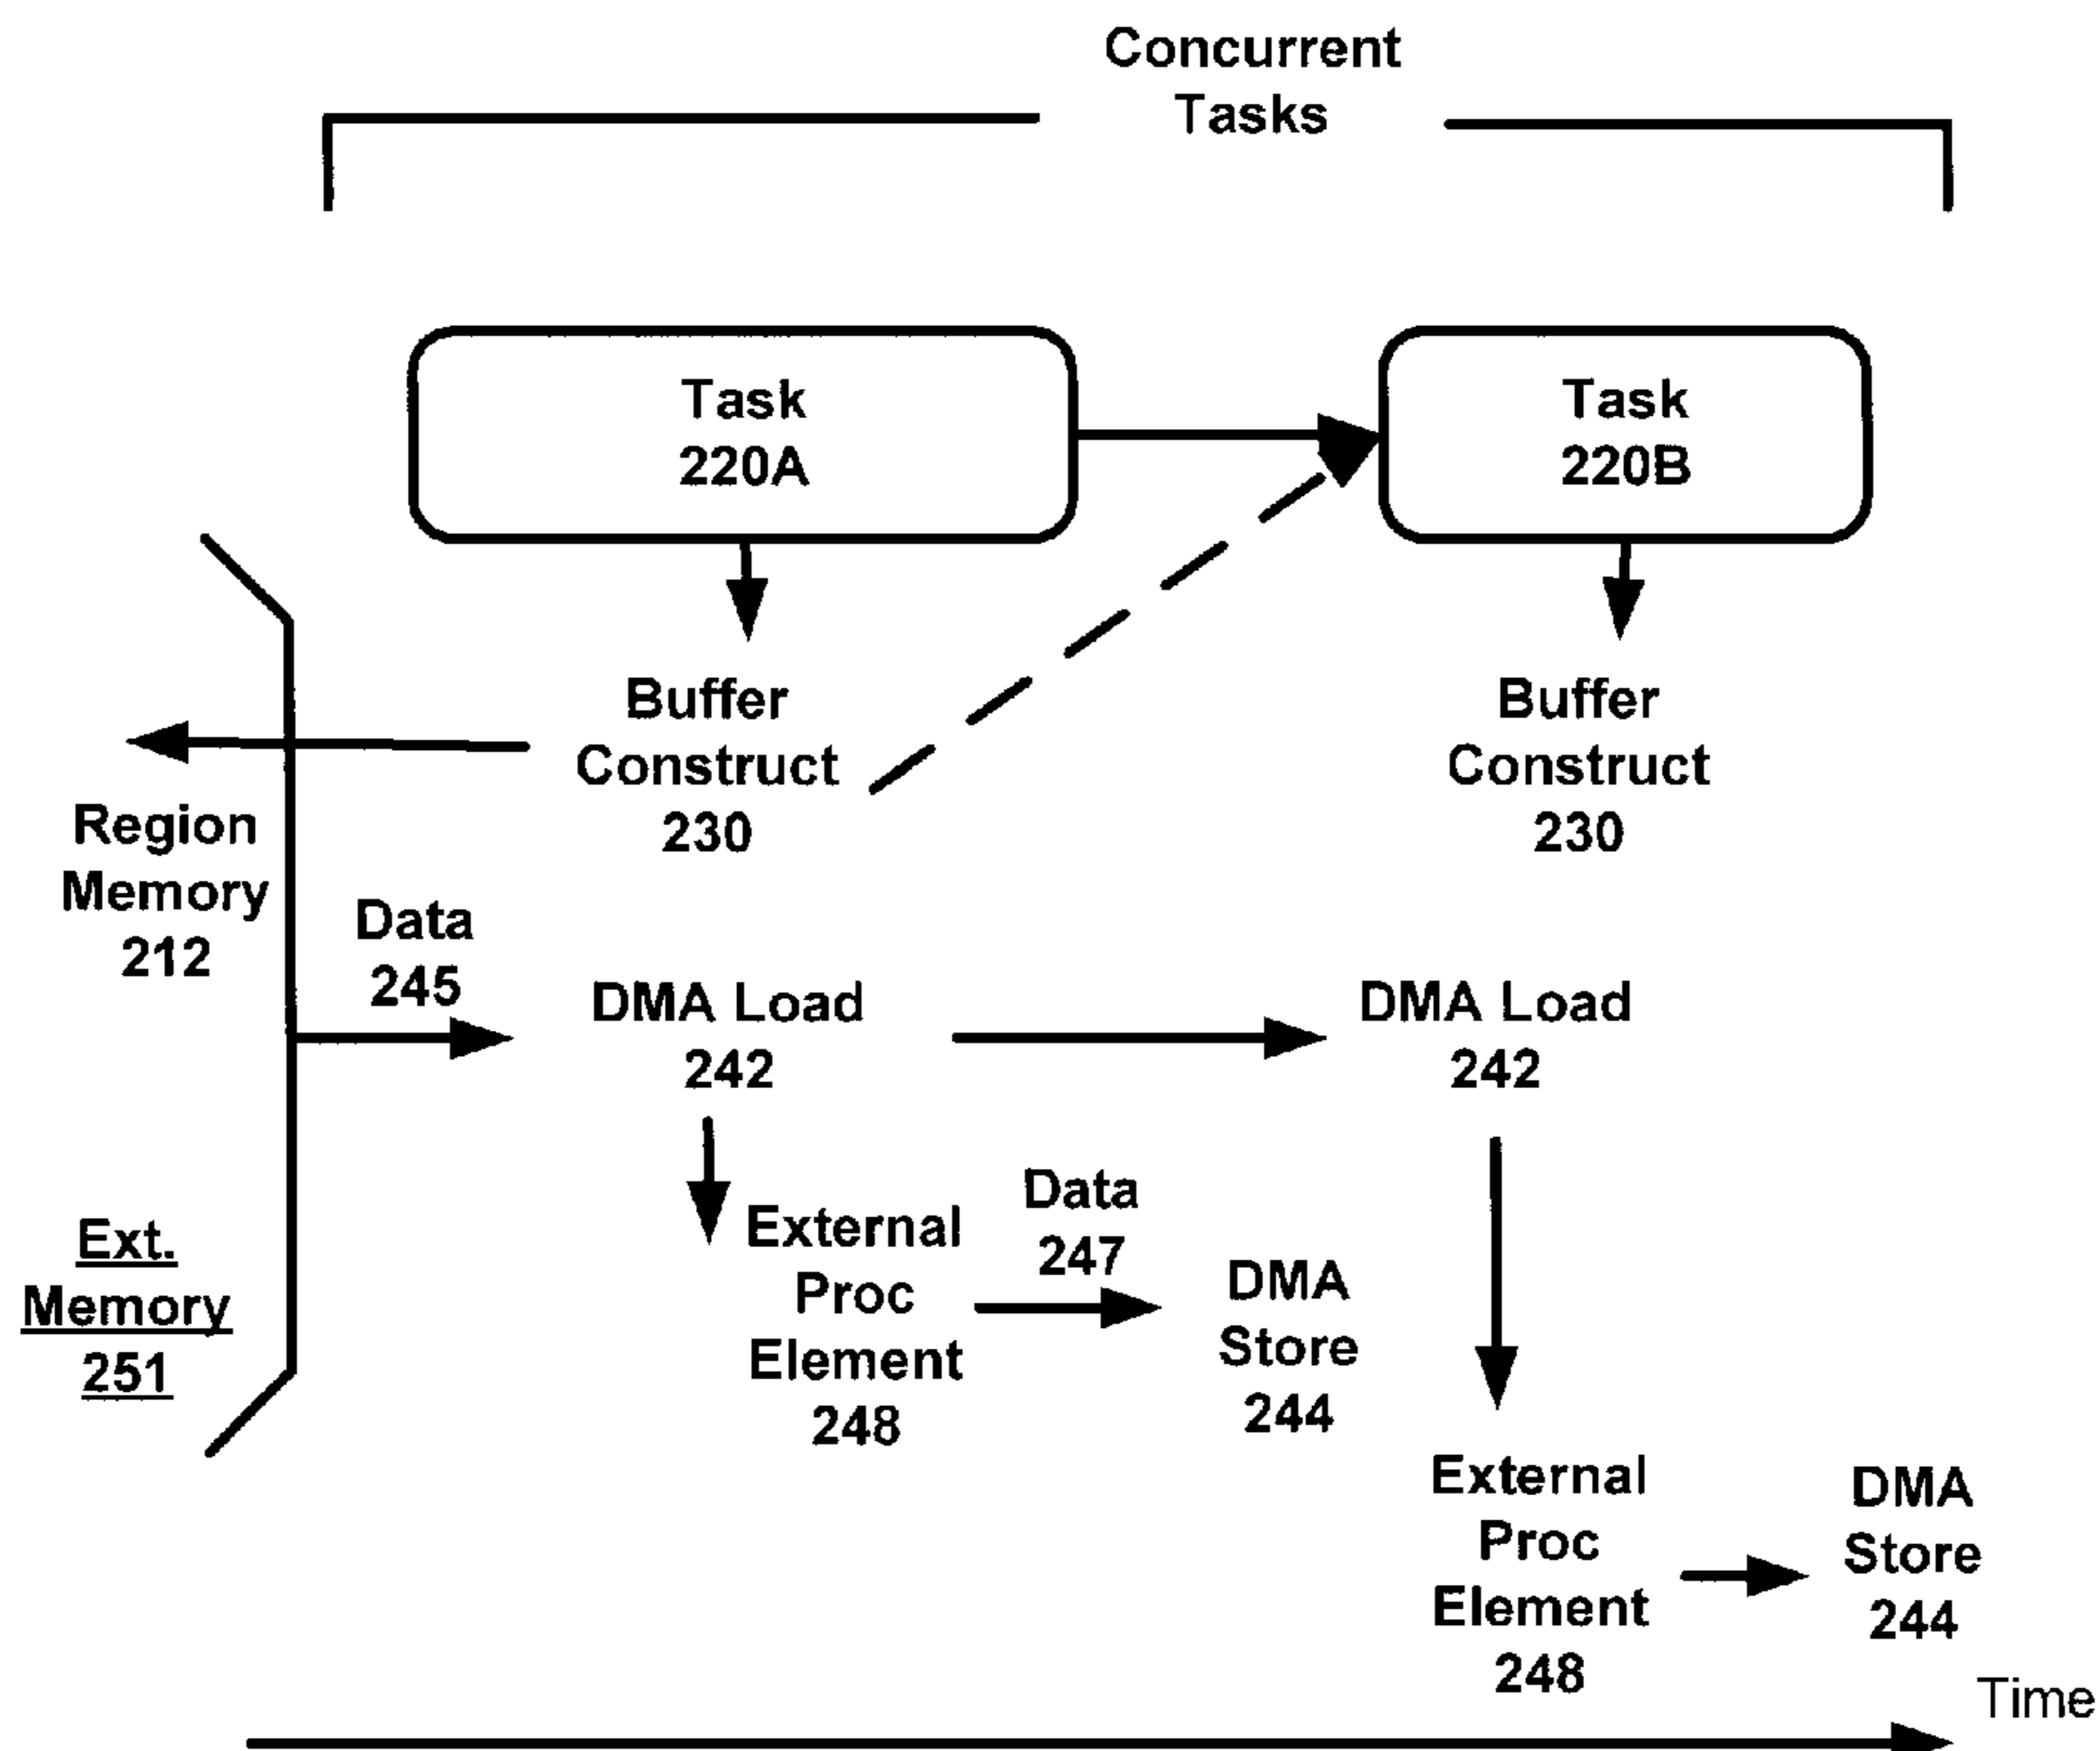 Concurrent
Tasks
Task
220A
Task
220B
Buffer
Construct
230
Buffer
Construct
230
Region
Memory
212
Data
245
DMA Load
242
DMA Load
242
Ext.
Memory
251
External
Proc
Element
248
Data
247
DMA
Store
244
External
Proc
Element
248
DMA
Store
244
Time